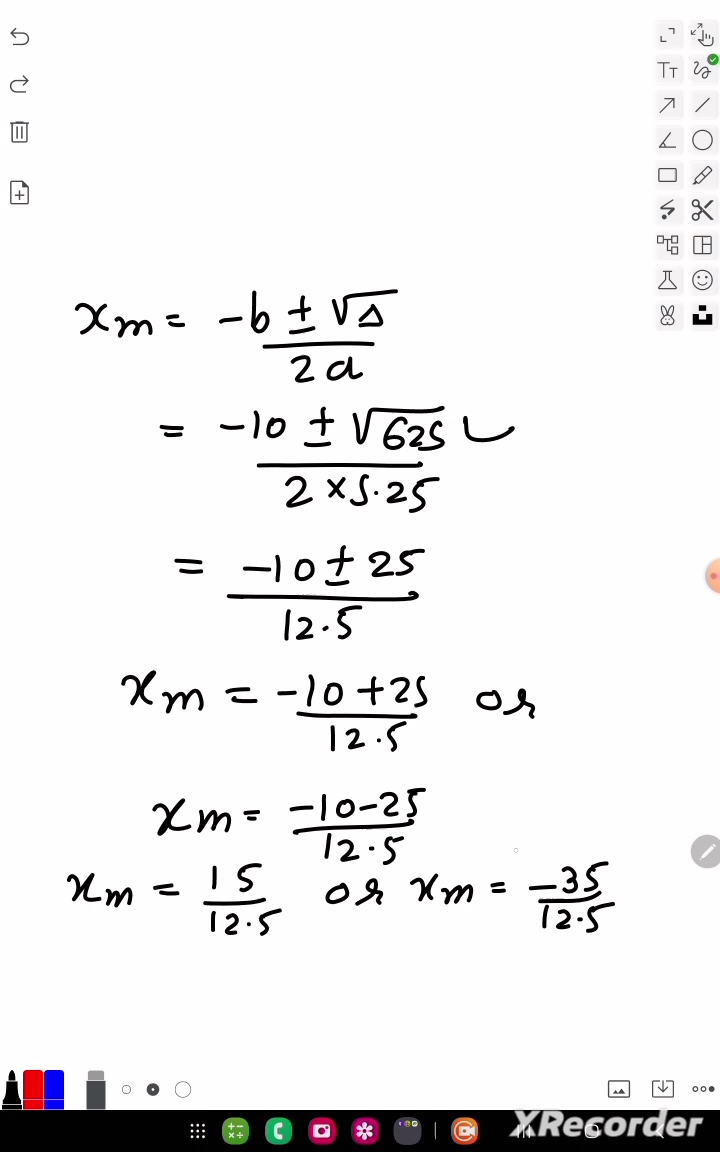 xm = -b ± √Δ / 2a
= -10 ± √625 / 2 × 5.25
= -10 ± 25 / 12.5
xm = -10 + 25 / 12.5 or
xm = -10 - 25 / 12.5
xm = 15 / 12.5 or xm = -35 / 12.5
XRecorder